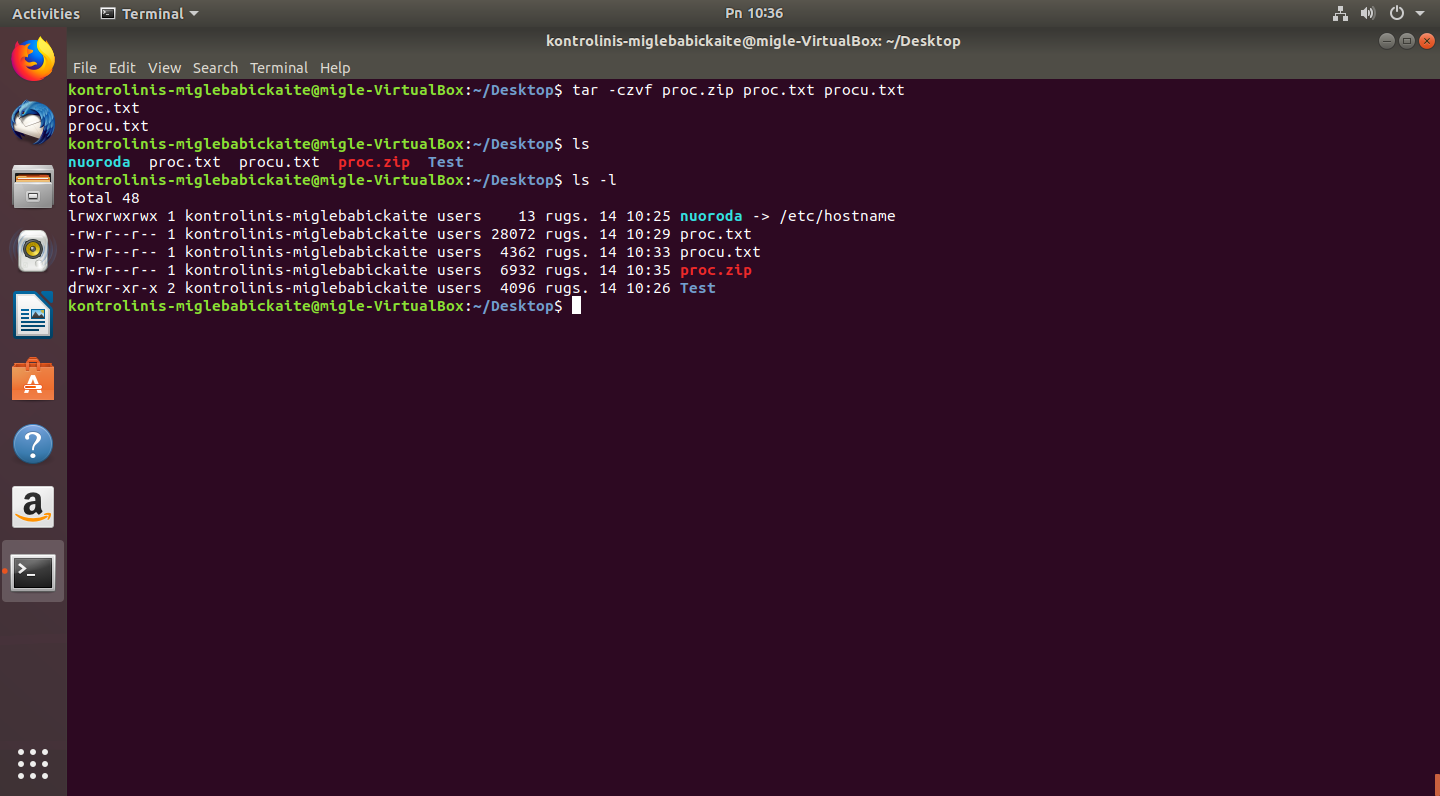 Activities Terminal Pn 10:36
kontrolinis-miglebabickaite@migle-VirtualBox: ~/Desktop
File Edit View Search Terminal Help
kontrolinis-miglebabickaite@migle-VirtualBox:~/Desktop$ tar -czvf proc.zip proc.txt procu.txt
proc.txt
procu.txt
kontrolinis-miglebabickaite@migle-VirtualBox:~/Desktop$ ls
nuoroda  proc.txt  procu.txt  proc.zip  Test
kontrolinis-miglebabickaite@migle-VirtualBox:~/Desktop$ ls -l
total 48
lrwxrwxrwx 1 kontrolinis-miglebabickaite users    13 rugs. 14 10:25 nuoroda -> /etc/hostname
-rw-r--r-- 1 kontrolinis-miglebabickaite users 28072 rugs. 14 10:29 proc.txt
-rw-r--r-- 1 kontrolinis-miglebabickaite users  4362 rugs. 14 10:33 procu.txt
-rw-r--r-- 1 kontrolinis-miglebabickaite users  6932 rugs. 14 10:35 proc.zip
drwxr-xr-x 2 kontrolinis-miglebabickaite users  4096 rugs. 14 10:26 Test
kontrolinis-miglebabickaite@migle-VirtualBox:~/Desktop$